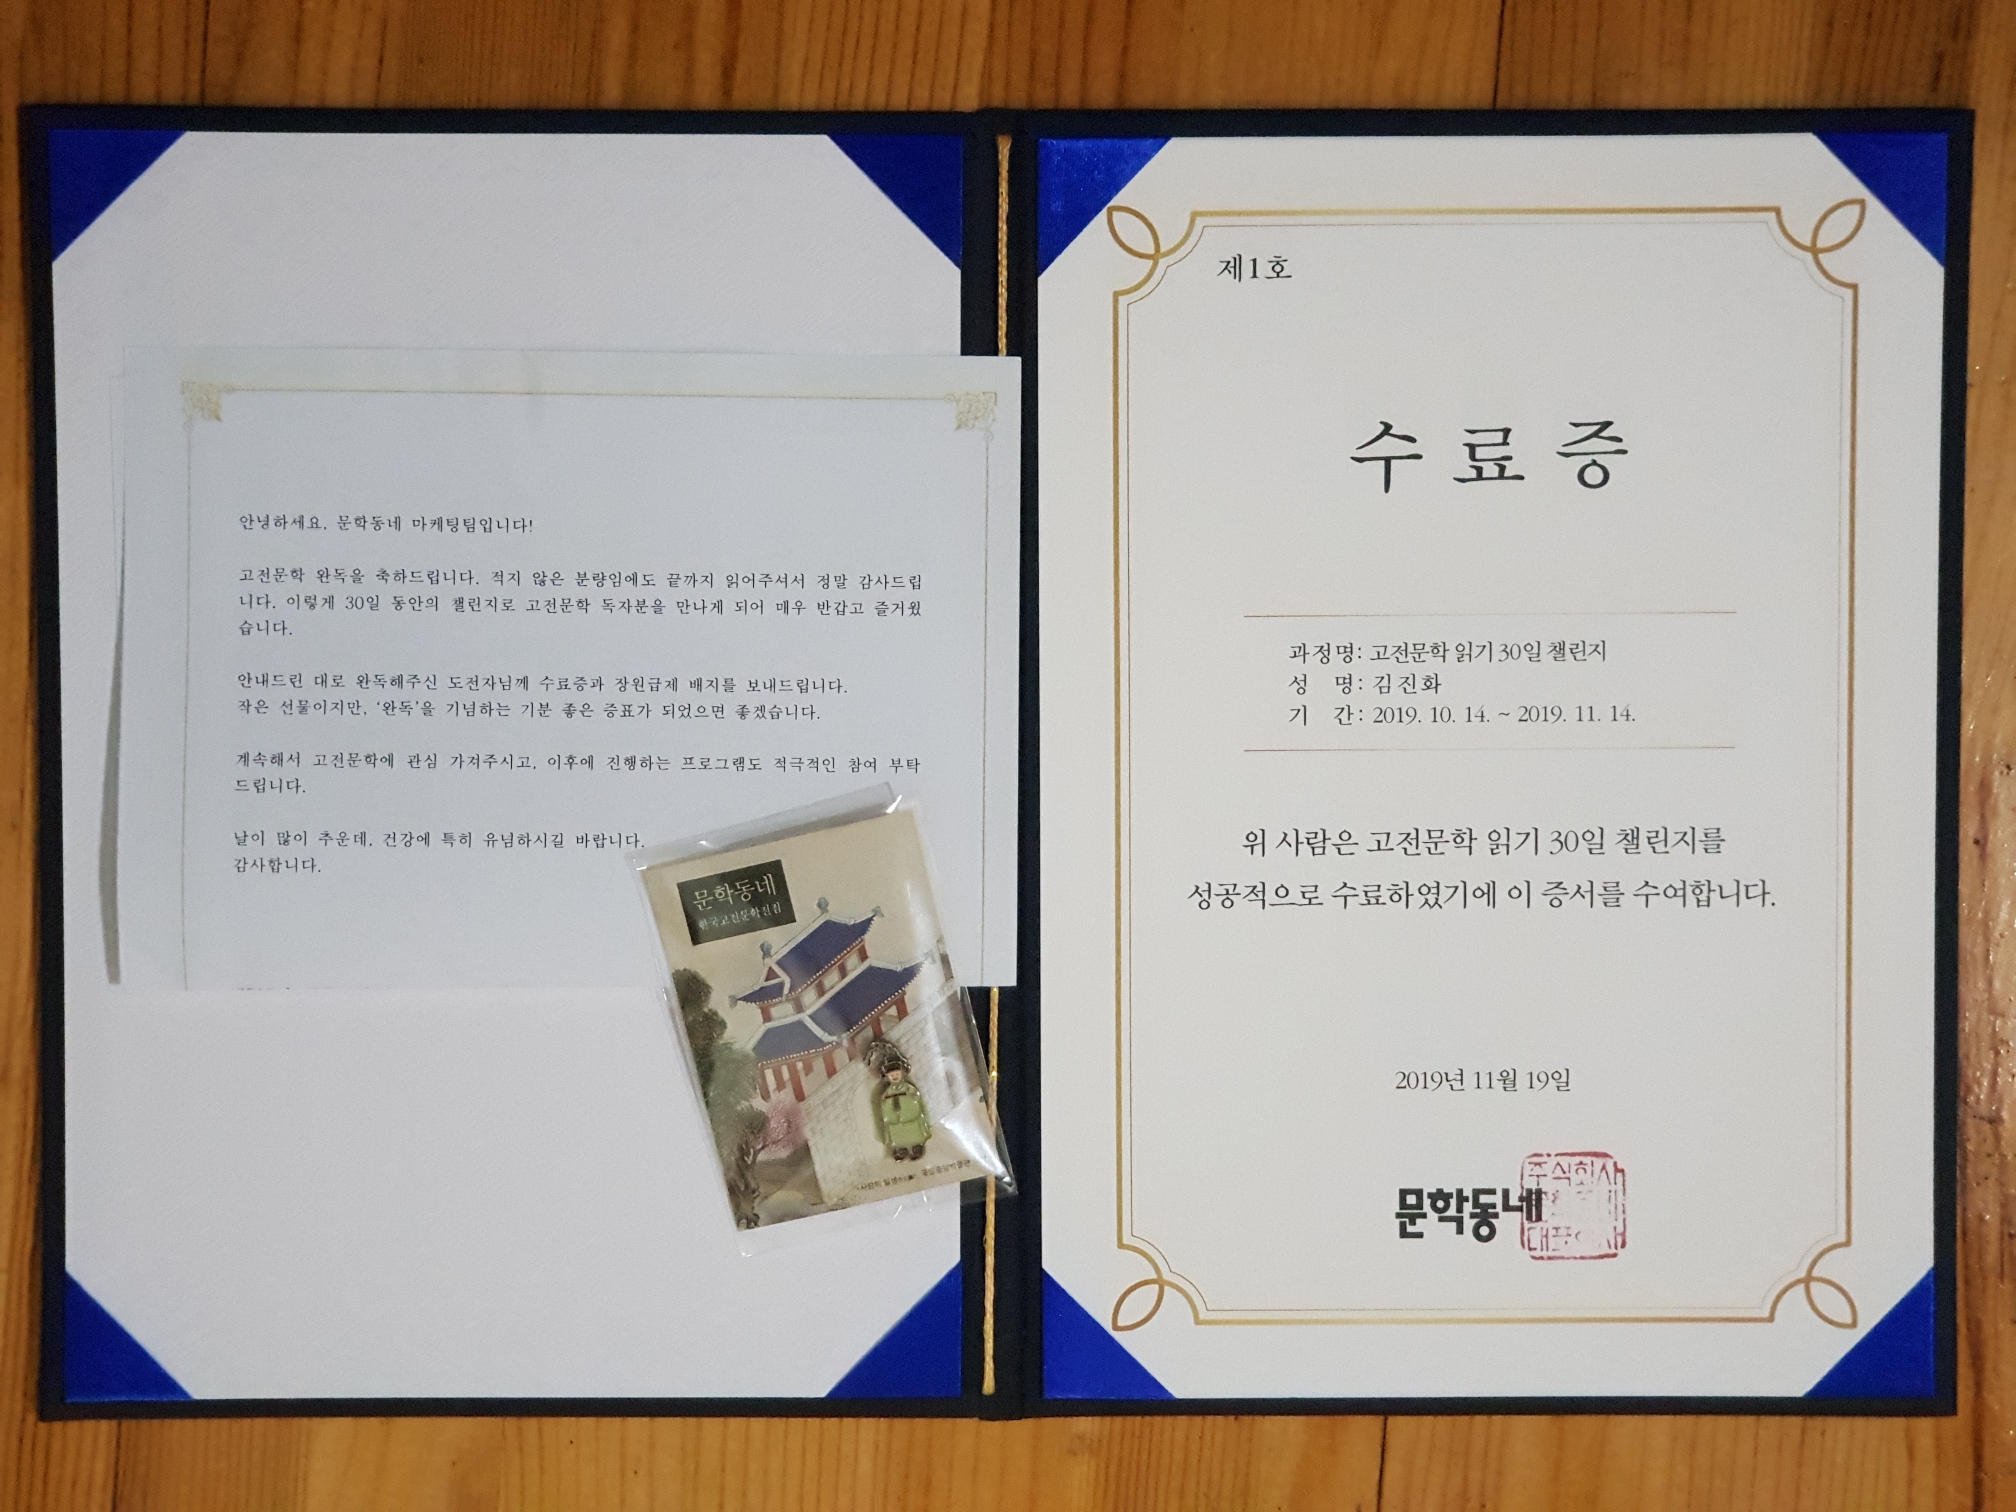 안녕하세요, 문학동네 마케팅팀입니다!
고전문학 완독을 축하드립니다. 적지 않은 분량임에도 끝까지 읽어주셔서 정말 감사드립
니다. 이렇게 30일 동안의 챌린지로 고전문학 독자분을 만나게 되어 매우 반갑고 즐거웠
습니다.
안내드린 대로 완독해주신 도전자님께 수료증과 장원급제 배지를 보내드립니다.
작은 선물이지만, ‘완독’을 기념하는 기분 좋은 증표가 되었으면 좋겠습니다.
계속해서 고전문학에 관심 가져주시고, 이후에 진행하는 프로그램도 적극적인 참여 부탁
드립니다.
날이 많이 추운데, 건강에 특히 유념하시길 바랍니다.
감사합니다.
문학동네
한국고전문학전집
제1호
수료증
과정명: 고전문학 읽기 30일 챌린지
성 명: 김진화
기 간: 2019. 10. 14. ~ 2019. 11. 14.
위 사람은 고전문학 읽기 30일 챌린지를
성공적으로 수료하였기에 이 증서를 수여합니다.
2019년 11월 19일
문학동네
주식회사